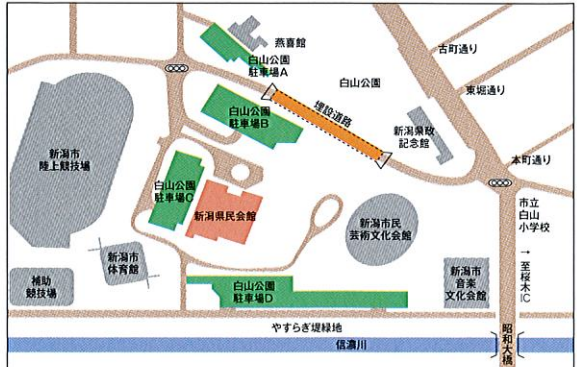 燕喜館
白山公園
駐車場A
白山公園
古町通り
東堀通り
白山公園
駐車場B
埋設道路
新潟県政
記念館
本町通り
新潟市
陸上競技場
白山公園
駐車場C
新潟県民会館
新潟市民
芸術文化会館
市立
白山
小学校
→至桜木IC
新潟市
体育館
補助
競技場
白山公園
駐車場D
新潟市
音楽
文化会館
昭和大橋
やすらぎ堤緑地
信濃川